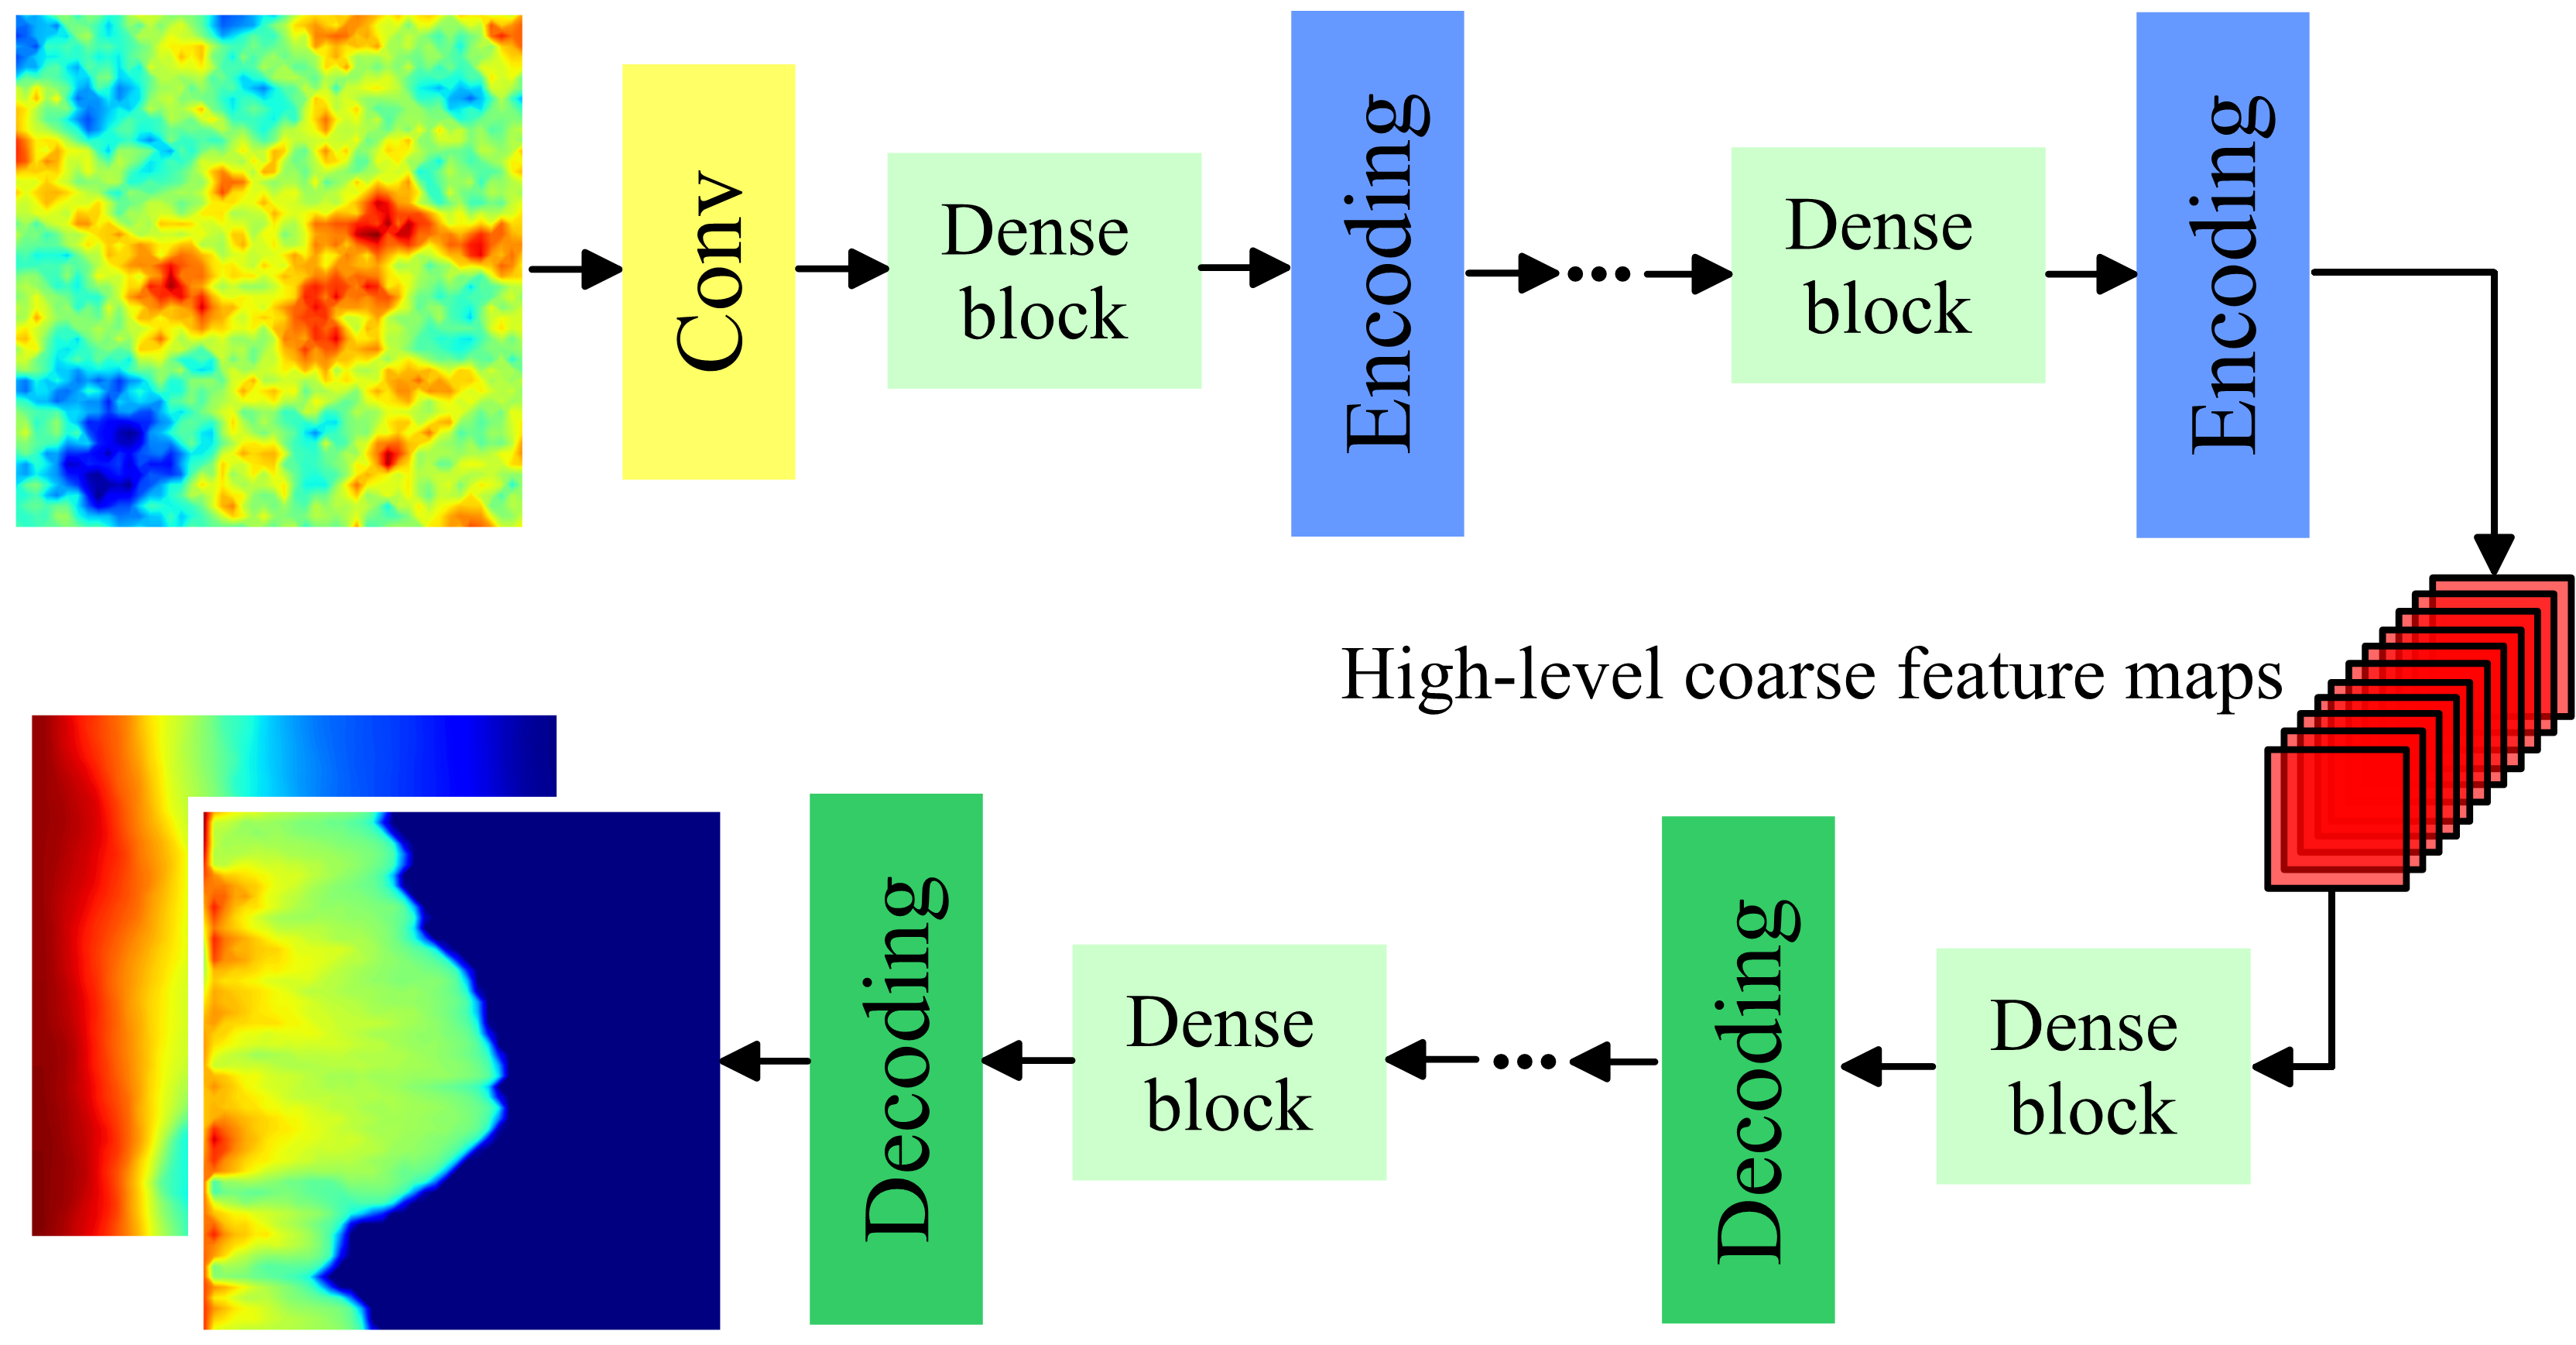 Conv
Dense
block
Encoding
Dense
block
Encoding
High-level coarse feature maps
Decoding
Dense
block
Decoding
Dense
block